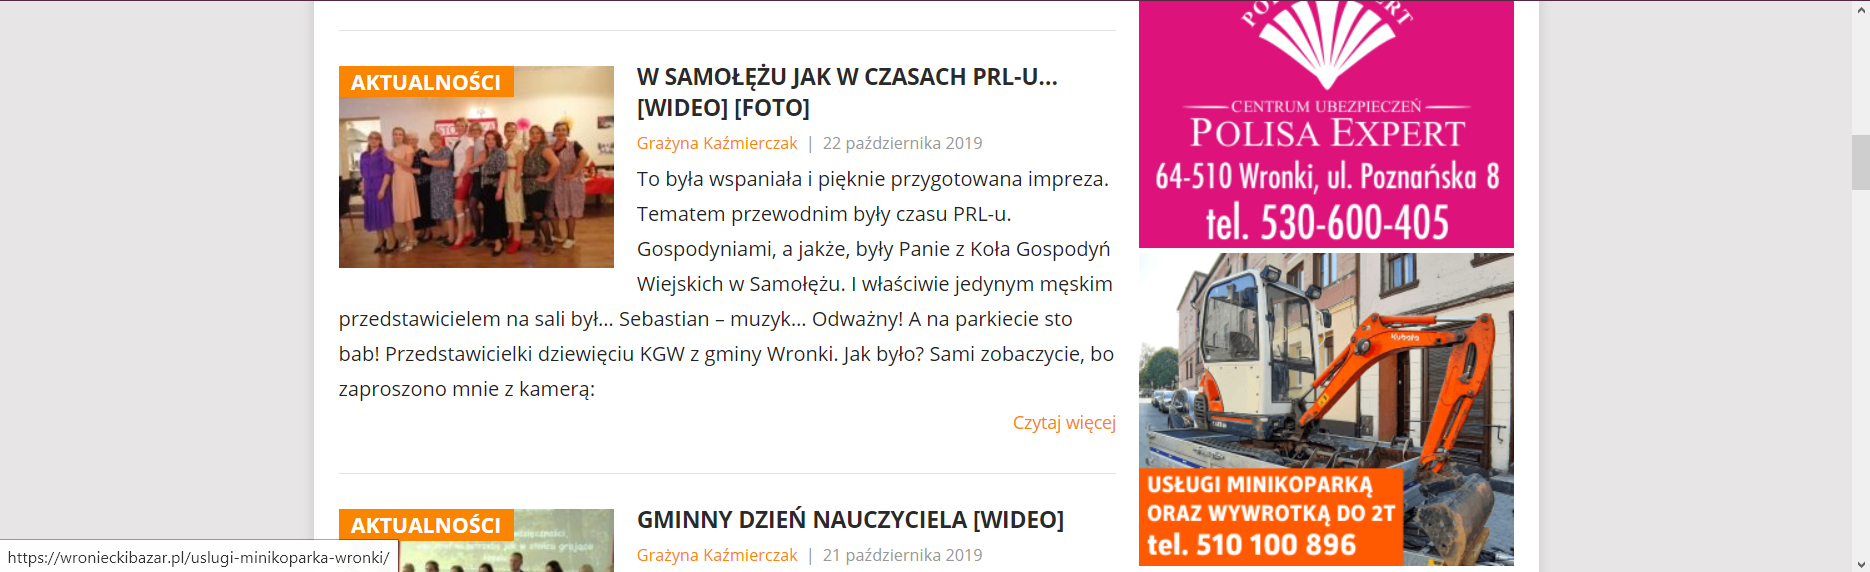 AKTUALNOŚCI
W SAMOŁĘŻU JAK W CZASACH PRL-U...
[WIDEO] [FOTO]
Grażyna Kaźmierczak | 22 października 2019
To była wspaniała i pięknie przygotowana impreza.
Tematem przewodnim były czasu PRL-u.
Gospodyniami, a jakże, były Panie z Koła Gospodyń
Wiejskich w Samołężu. I właściwie jedynym męskim
przedstawicielem na sali był... Sebastian – muzyk... Odważny! A na parkiecie sto
bab! Przedstawicielki dziewięciu KGW z gminy Wronki. Jak było? Sami zobaczycie, bo
zaproszono mnie z kamerą:
Czytaj więcej
AKTUALNOŚCI
GMINNY DZIEŃ NAUCZYCIELA [WIDEO]
Grażyna Kaźmierczak | 21 października 2019
https://wronieckibazar.pl/uslugi-minikoparka-wronki/
CENTRUM UBEZPIECZEŃ
POLISA EXPERT
64-510 Wronki, ul. Poznańska 8
tel. 530-600-405
Kubota
USŁUGI MINIKOPARKĄ
ORAZ WYWROTKĄ DO 2T
tel. 510 100 896